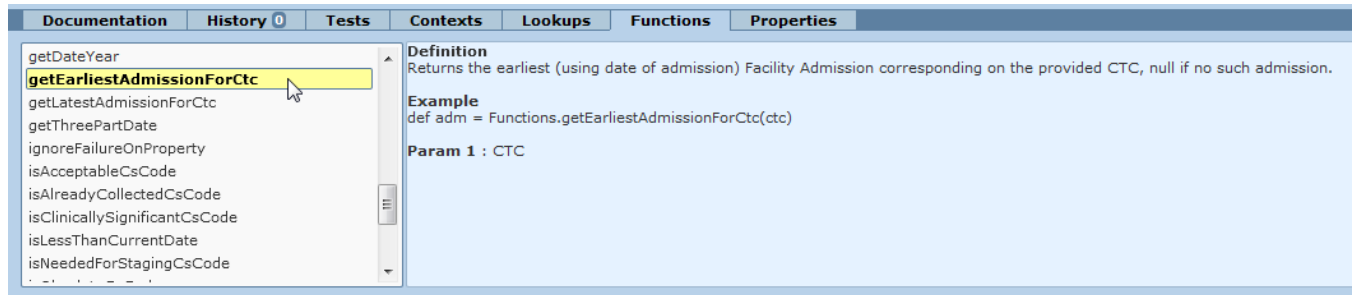 Documentation History 0 Tests Contexts Lookups Functions Properties
getDateYear
getEarliestAdmissionForCtc
getLatestAdmissionForCtc
getThreePartDate
ignoreFailureOnProperty
isAcceptableCsCode
isAlreadyCollectedCsCode
isClinicallySignificantCsCode
isLessThanCurrentDate
isNeededForStagingCsCode
Definition
Returns the earliest (using date of admission) Facility Admission corresponding on the provided CTC, null if no such admission.
Example
def adm = Functions.getEarliestAdmissionForCtc(ctc)
Param 1 : CTC